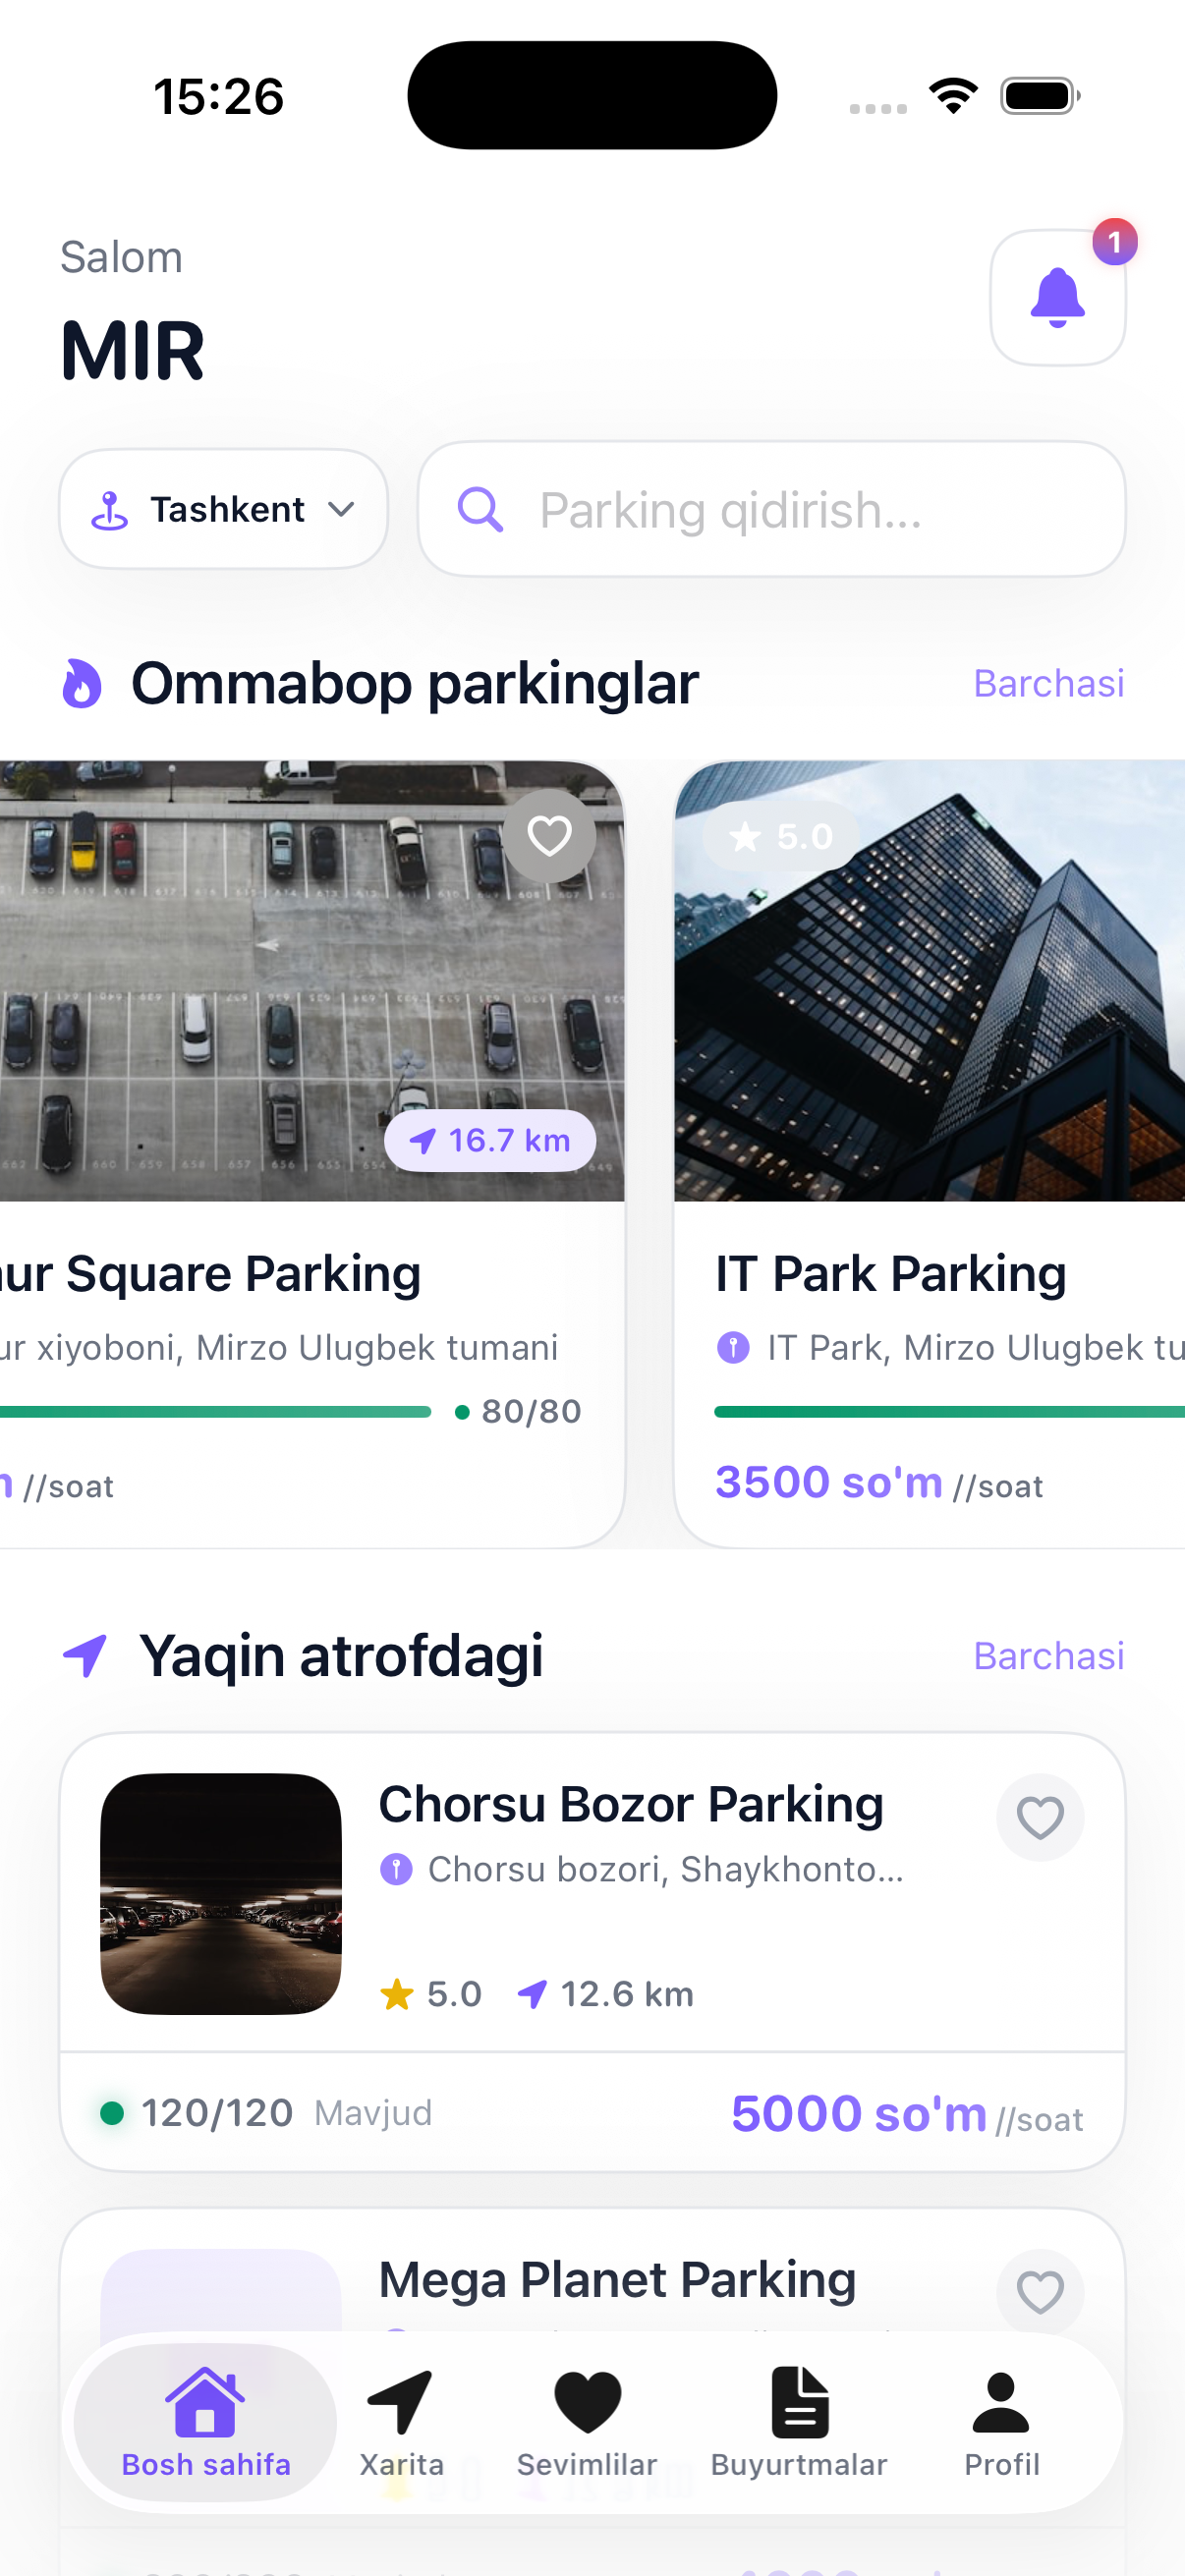 15:26
Salom
1
MIR
Tashkent
Parking qidirish...
Ommabop parkinglar
Barchasi
5.0
16.7 km
Square Parking
xiyoboni, Mirzo Ulugbek tumani
80/80
//soat
IT Park Parking
IT Park, Mirzo Ulugbek
3500 so'm //soat
Yaqin atrofdagi
Barchasi
Chorsu Bozor Parking
Chorsu bozori, Shaykhonto...
5.0 12.6 km
120/120 Mavjud
5000 so'm //soat
Mega Planet Parking
Bosh sahifa
Xarita
Sevimlilar
Buyurtmalar
Profil